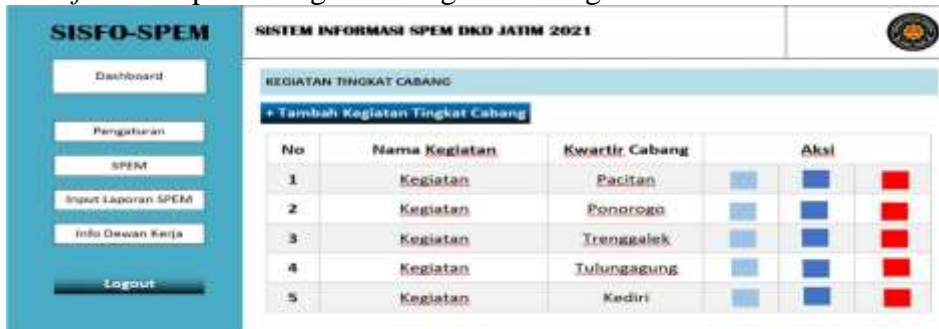 SISFO-SPEM
Dashboard
Pengaturan
SPEM
Input Laporan SPEM
Info Dewan Kerja
Logout
SISTEM INFORMASI SPEM DKD JATIM 2021
KEGIATAN TINGKAT CABANG
+ Tambah Kegiatan Tingkat Cabang
No Nama Kegiatan Kwartir Cabang Aksi
1 Kegiatan Pacitan
2 Kegiatan Ponorogo
3 Kegiatan Trenggalek
4 Kegiatan Tulungagung
5 Kegiatan Kediri